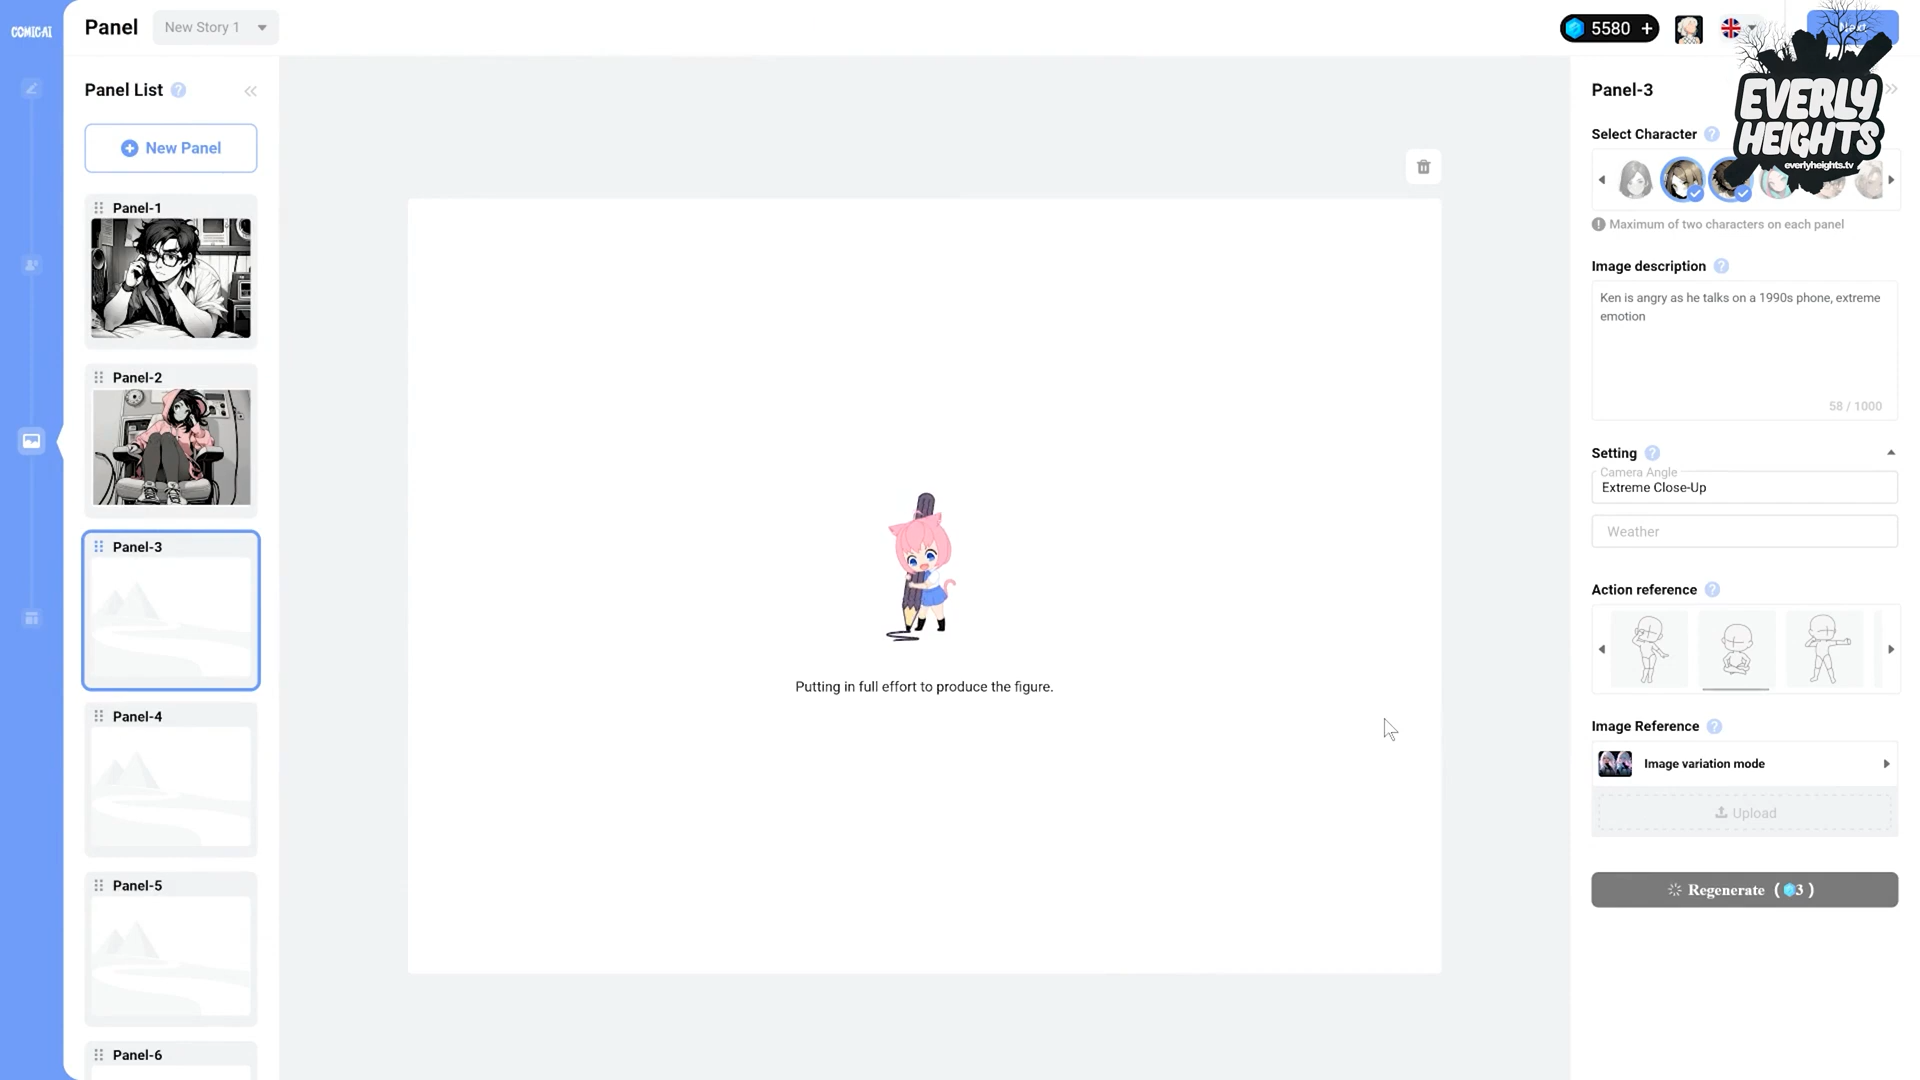 COMICAI
Panel
New Story 1
5580 +
EVERLY
HEIGHTS
everlyheights.tv
Panel List ?
New Panel
Panel-1
Panel-2
Panel-3
Panel-4
Panel-5
Panel-6
Putting in full effort to produce the figure.
Panel-3
Select Character ?
Maximum of two characters on each panel
Image description ?
Ken is angry as he talks on a 1990s phone, extreme
emotion
58 / 1000
Setting ?
Camera Angle
Extreme Close-Up
Weather
Action reference ?
Image Reference ?
Image variation mode
Upload
Regenerate ( 3 )